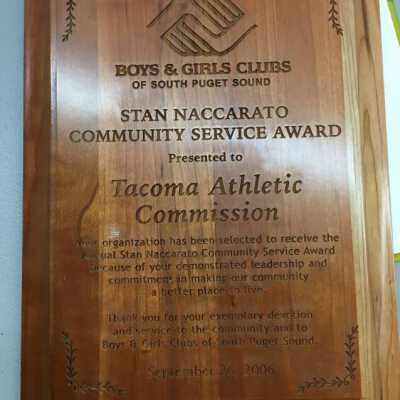 BOYS & GIRLS CLUBS
OF SOUTH PUGET SOUND
STAN NACCARATO
COMMUNITY SERVICE AWARD
Presented to
Tacoma Athletic
Commission
Your organization has been selected to receive the
Annual Stan Naccarato Community Service Award
because of your demonstrated leadership and
commitment in making our community
a better place to live.
Thank you for your exemplary devotion
and service to the community and to
Boys & Girls Clubs of South Puget Sound.
September 26, 2006